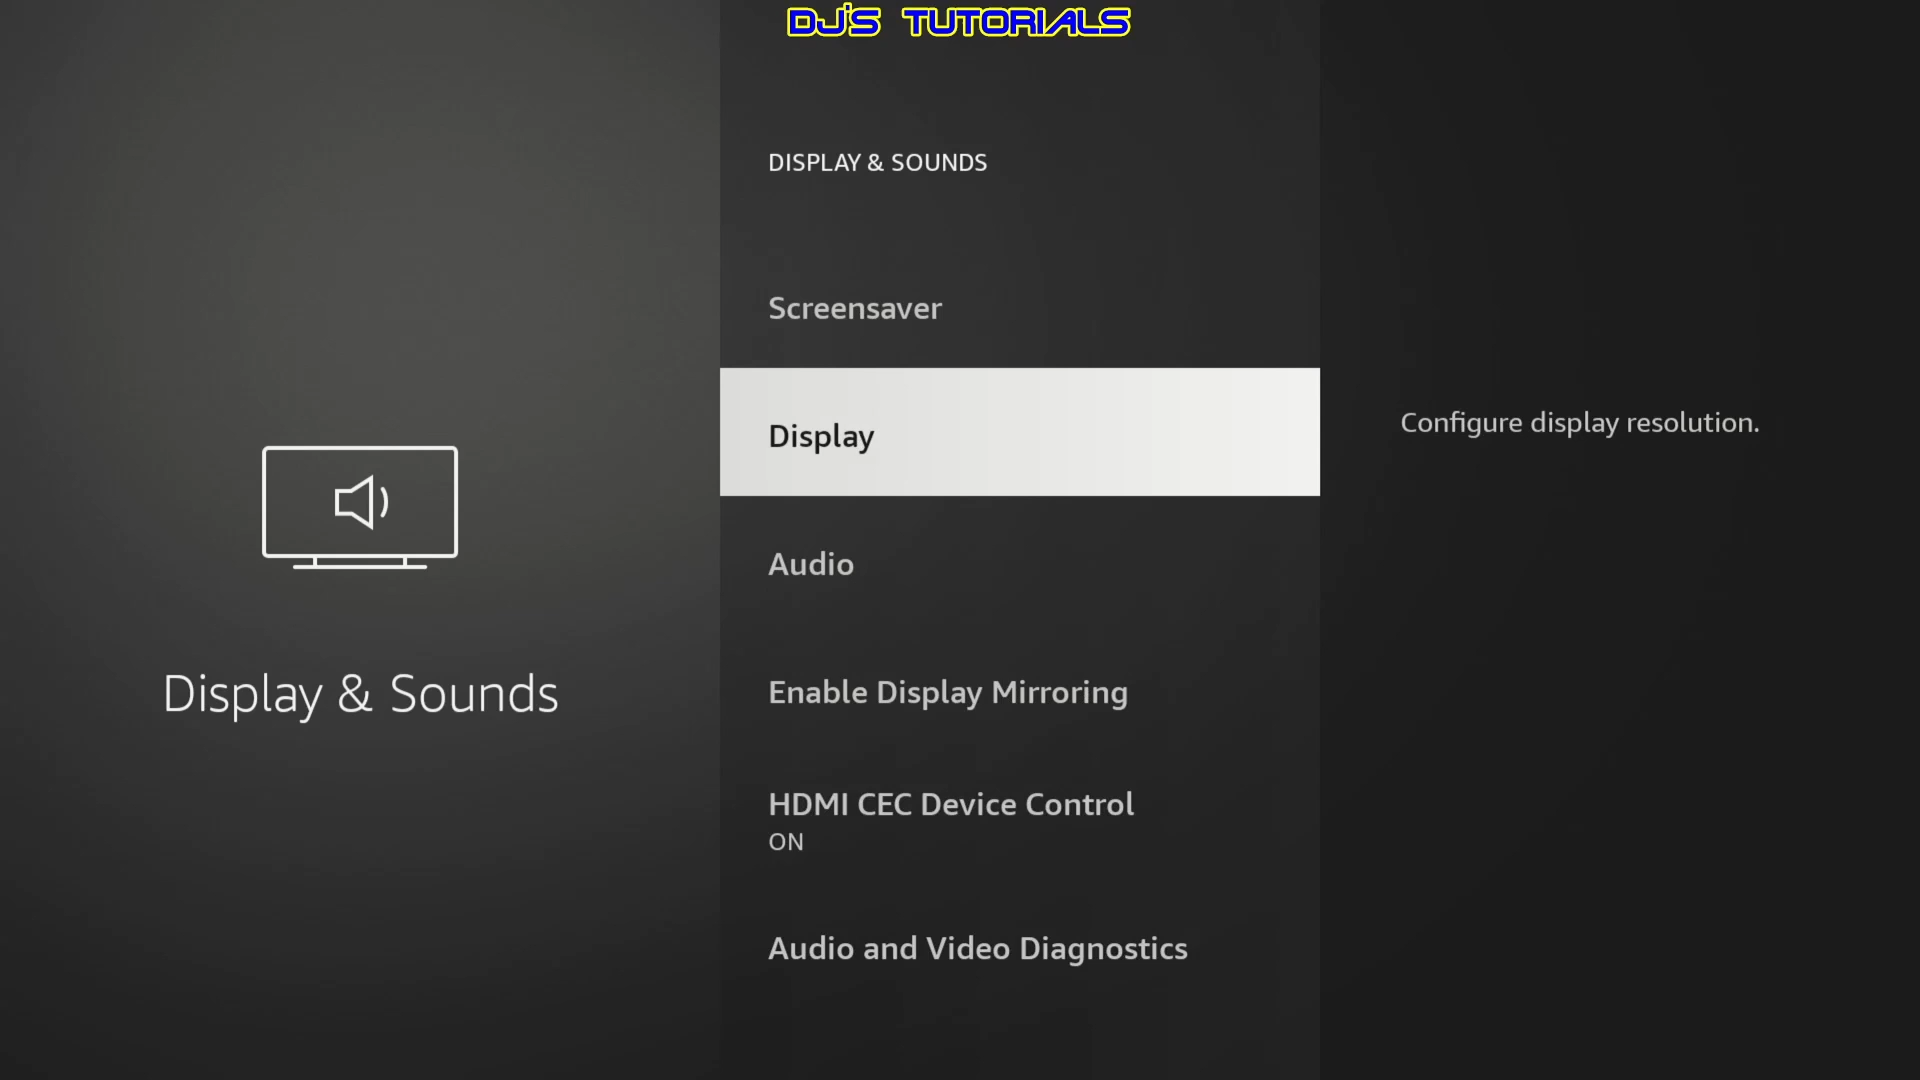 DJ'S TUTORIALS
DISPLAY & SOUNDS
Screensaver
Display
Configure display resolution.
Audio
Display & Sounds
Enable Display Mirroring
HDMI CEC Device Control
ON
Audio and Video Diagnostics